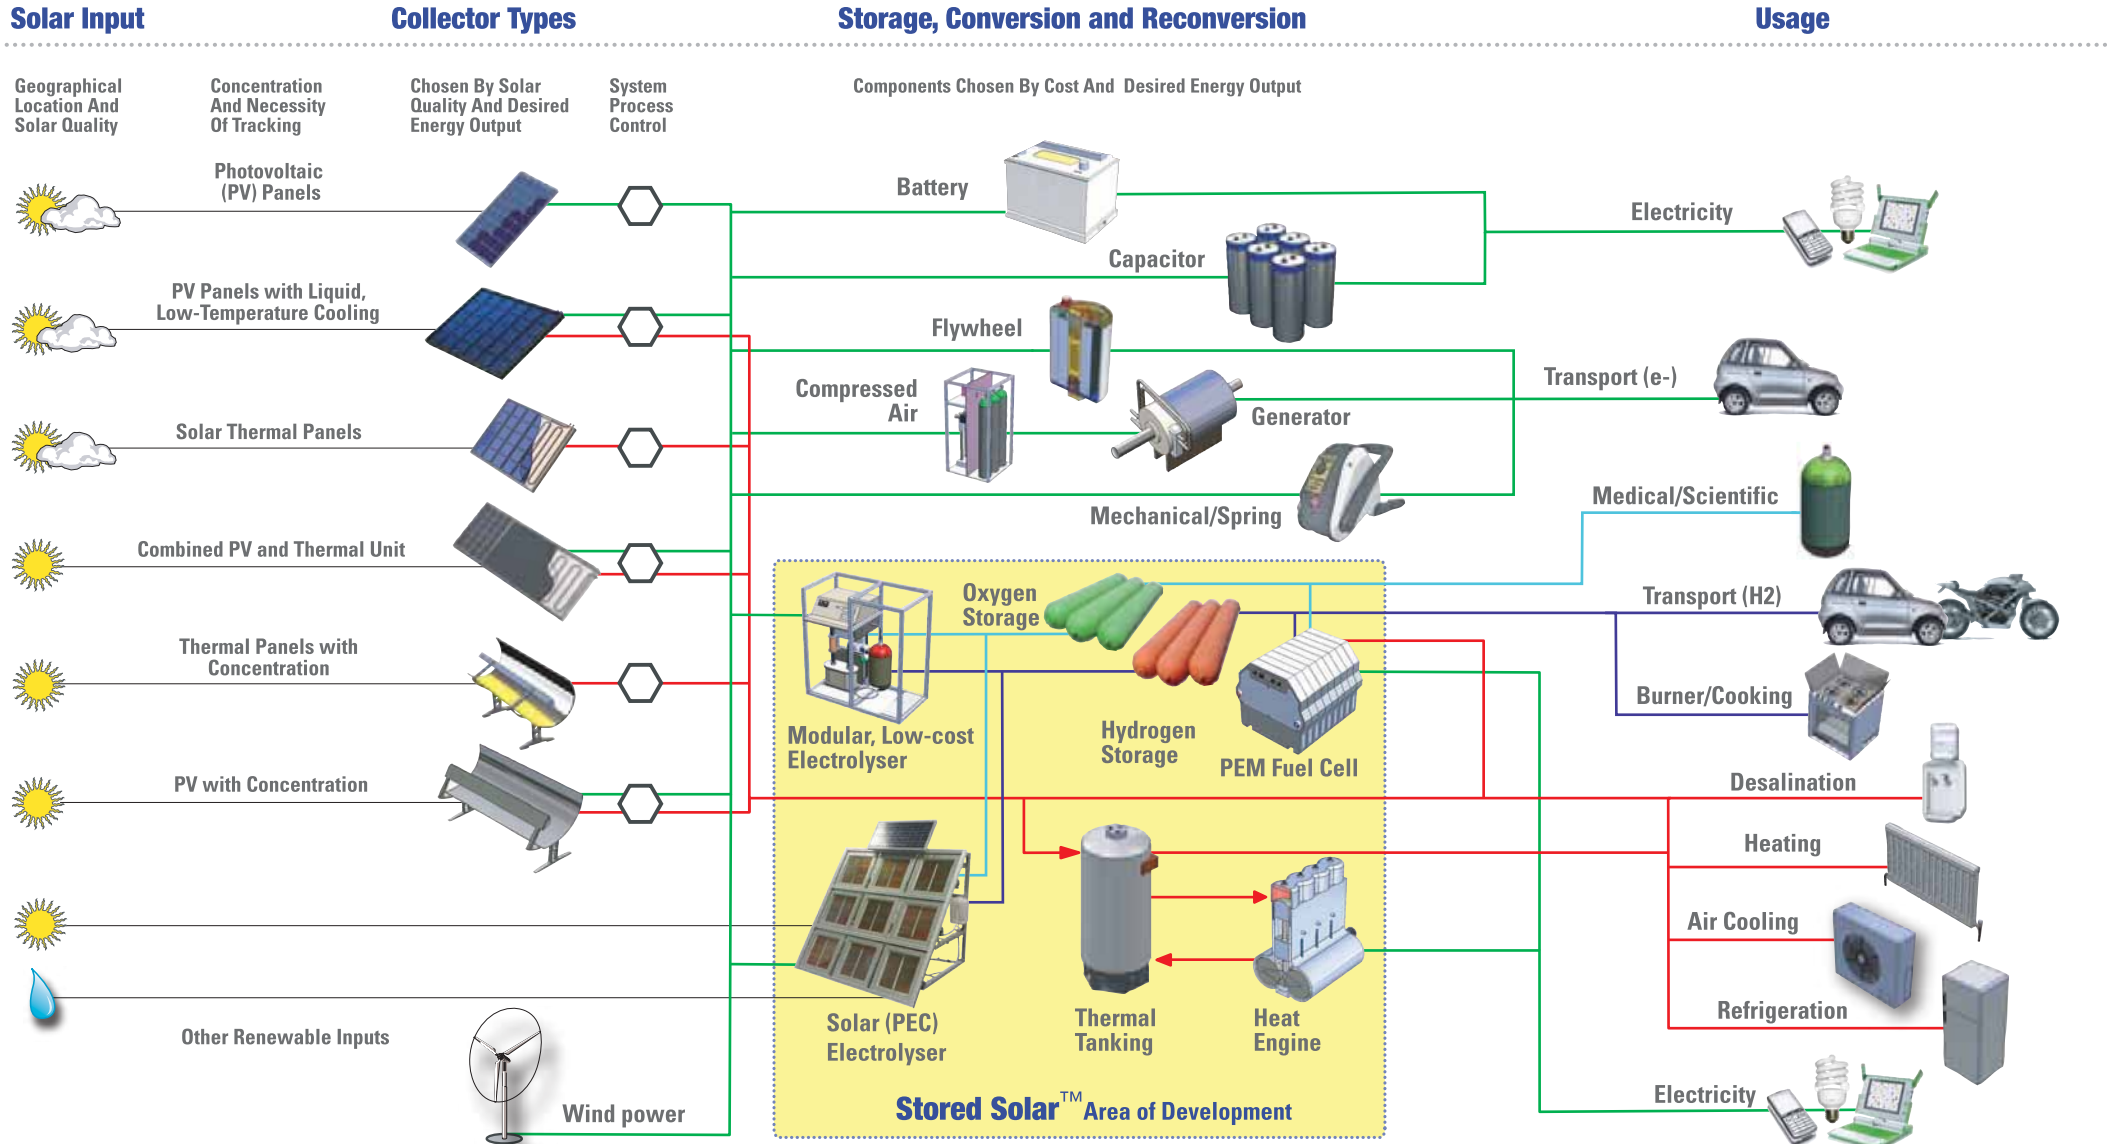 Solar Input
Collector Types
Storage, Conversion and Reconversion
Usage
Geographical
Location And
Solar Quality
Concentration
And Necessity
Of Tracking
Chosen By Solar
Quality And Desired
Energy Output
System
Process
Control
Components Chosen By Cost And Desired Energy Output
Photovoltaic
(PV) Panels
PV Panels with Liquid,
Low-Temperature Cooling
Solar Thermal Panels
Combined PV and Thermal Unit
Thermal Panels with
Concentration
PV with Concentration
Other Renewable Inputs
Wind power
Battery
Capacitor
Flywheel
Compressed
Air
Generator
Mechanical/Spring
Oxygen
Storage
Modular, Low-cost
Electrolyser
Hydrogen
Storage
PEM Fuel Cell
Solar (PEC)
Electrolyser
Thermal
Tanking
Heat
Engine
Stored Solar™ Area of Development
Electricity
Transport (e-)
Medical/Scientific
Transport (H2)
Burner/Cooking
Desalination
Heating
Air Cooling
Refrigeration
Electricity